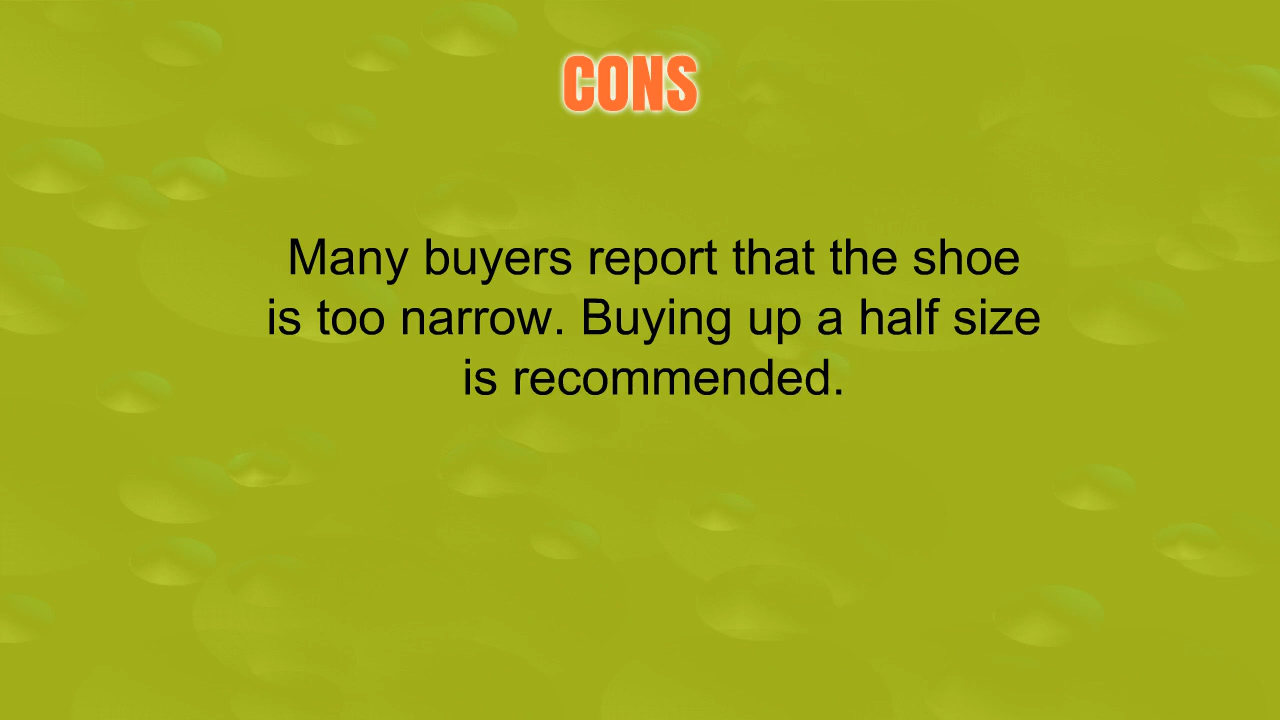 CONS
Many buyers report that the shoe
is too narrow. Buying up a half size
is recommended.